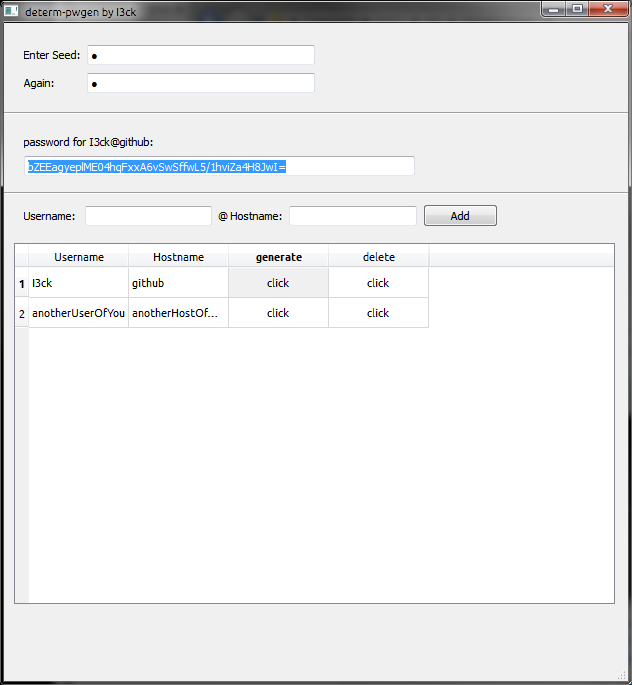 determ-pwgen by l3ck
Enter Seed: ●
Again: ●
password for l3ck@github:
bZEEagyeplME04hqFxxA6vSwSffwL5/1hviZa4H8JwI=
Username: @ Hostname: Add
Username Hostname generate delete
1 l3ck github click click
2 anotherUserOfYou anotherHostOf... click click